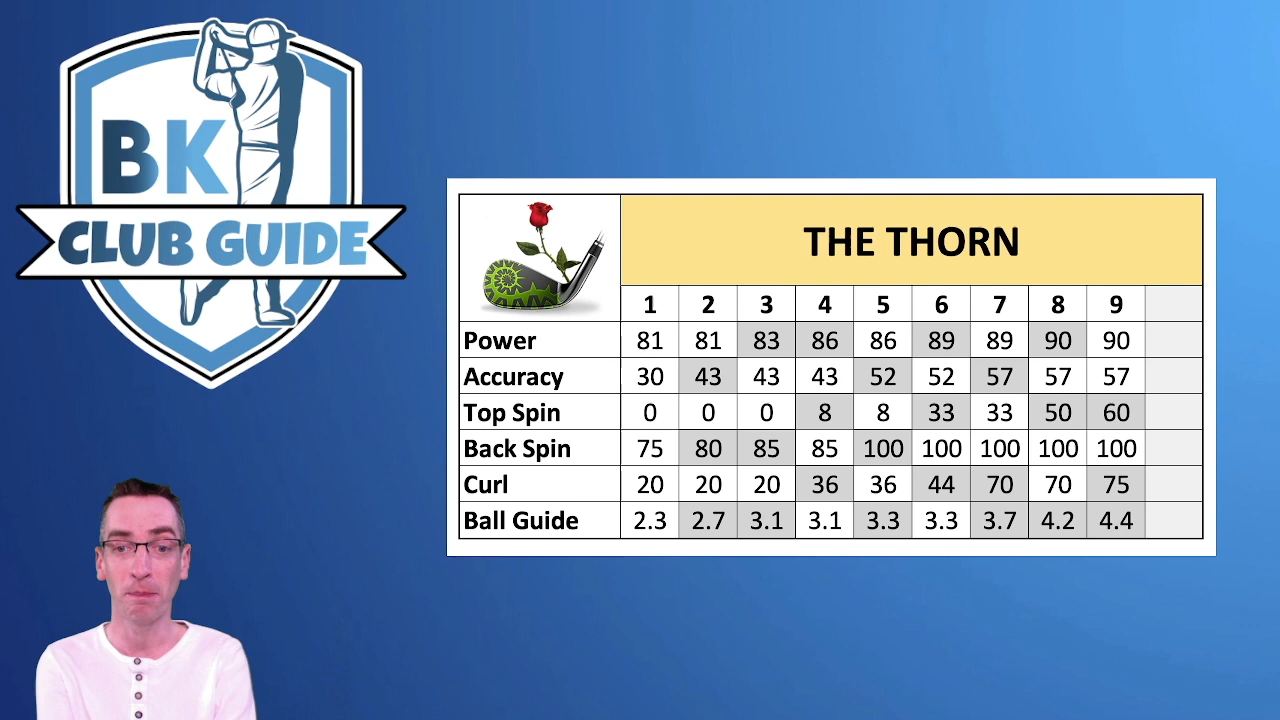 BK
CLUB GUIDE
THE THORN
1 2 3 4 5 6 7 8 9
Power 81 81 83 86 86 89 89 90 90
Accuracy 30 43 43 43 52 52 57 57 57
Top Spin 0 0 0 8 8 33 33 50 60
Back Spin 75 80 85 85 100 100 100 100 100
Curl 20 20 20 36 36 44 70 70 75
Ball Guide 2.3 2.7 3.1 3.1 3.3 3.3 3.7 4.2 4.4